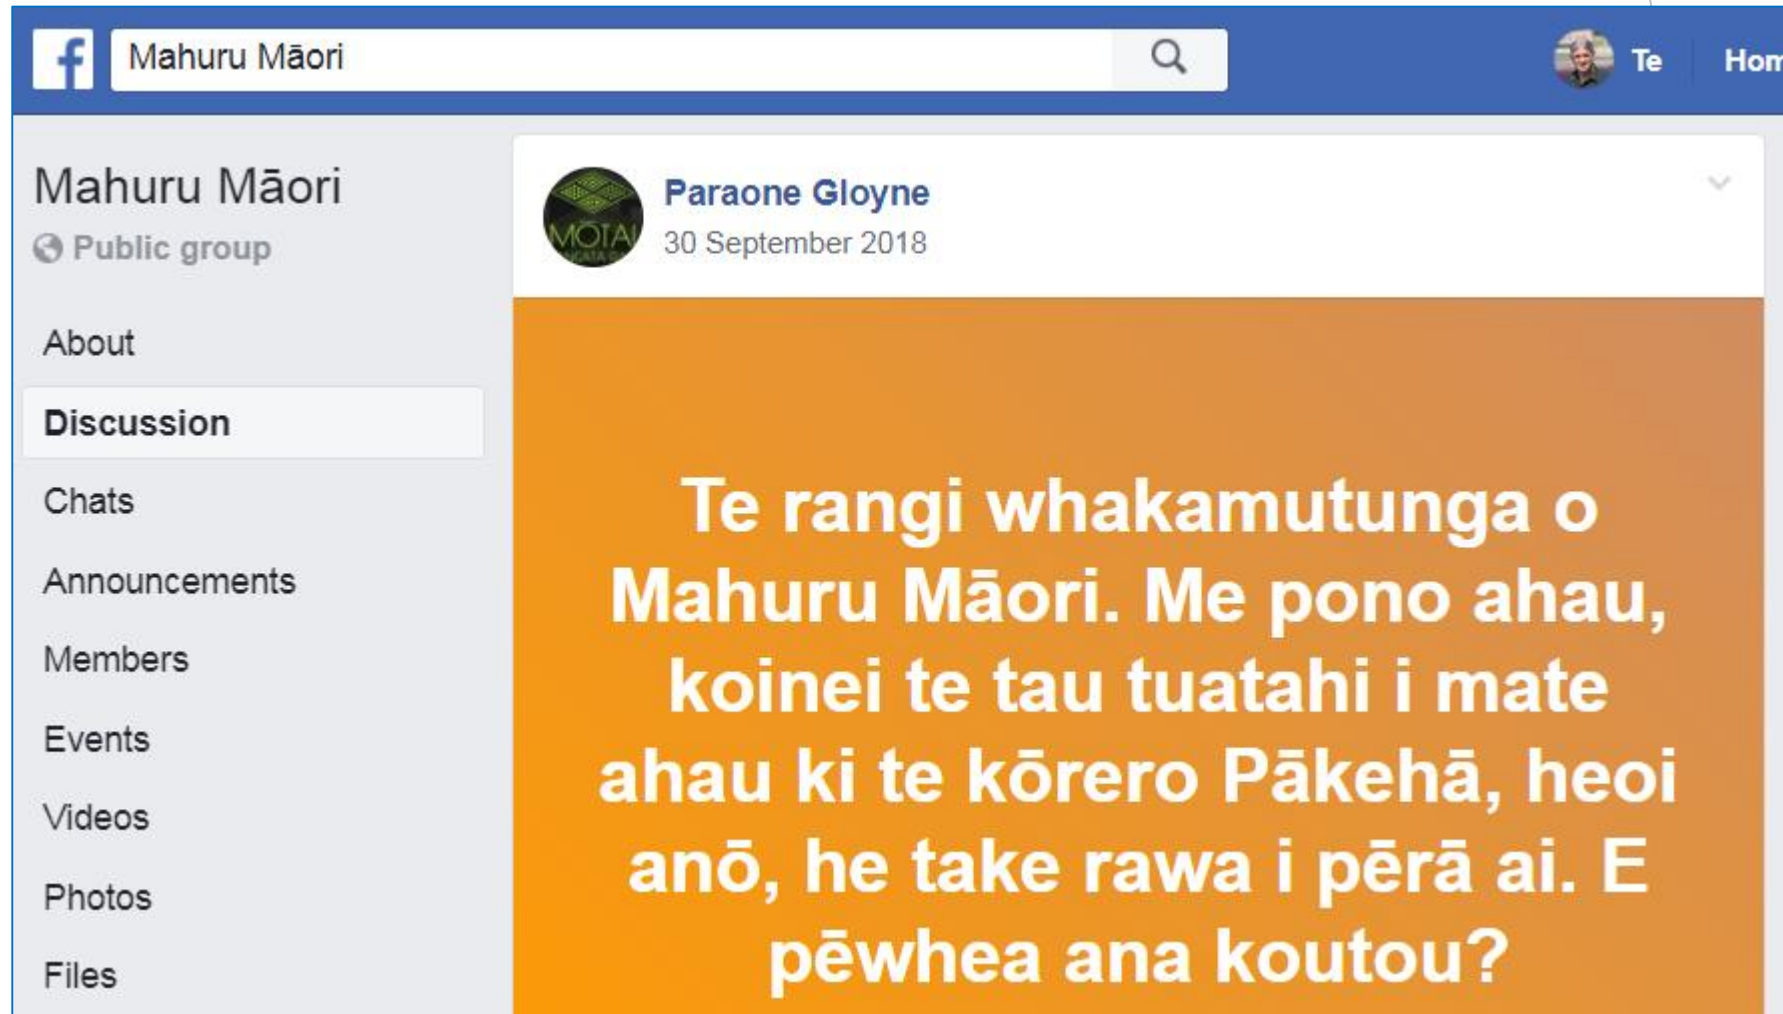 Mahuru Māori
Te
Hom
Mahuru Māori
Public group
About
Discussion
Chats
Announcements
Members
Events
Videos
Photos
Files
MŌTAI
Paraone Gloyne
30 September 2018
Te rangi whakamutunga o
Mahuru Māori. Me pono ahau,
koinei te tau tuatahi i mate
ahau ki te kōrero Pākehā, heoi
anō, he take rawa i pērā ai. E
pēwhea ana koutou?